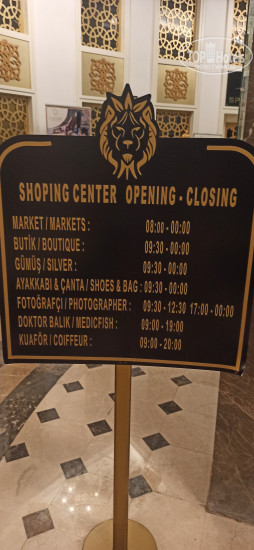 SHOPING CENTER OPENING - CLOSING
MARKET / MARKETS : 08:00 - 00:00
BUTİK / BOUTIQUE : 09:30 - 00:00
GÜMÜŞ / SILVER : 09:30 - 00:00
AYAKKABI & ÇANTA / SHOES & BAG : 09:30 - 00:00
FOTOĞRAFÇI / PHOTOGRAPHER : 09:30 - 12:30 17:00 - 00:00
DOKTOR BALIK / MEDICFISH : 09:00 - 19:00
KUAFÖR / COIFFEUR : 09:00 - 20:00